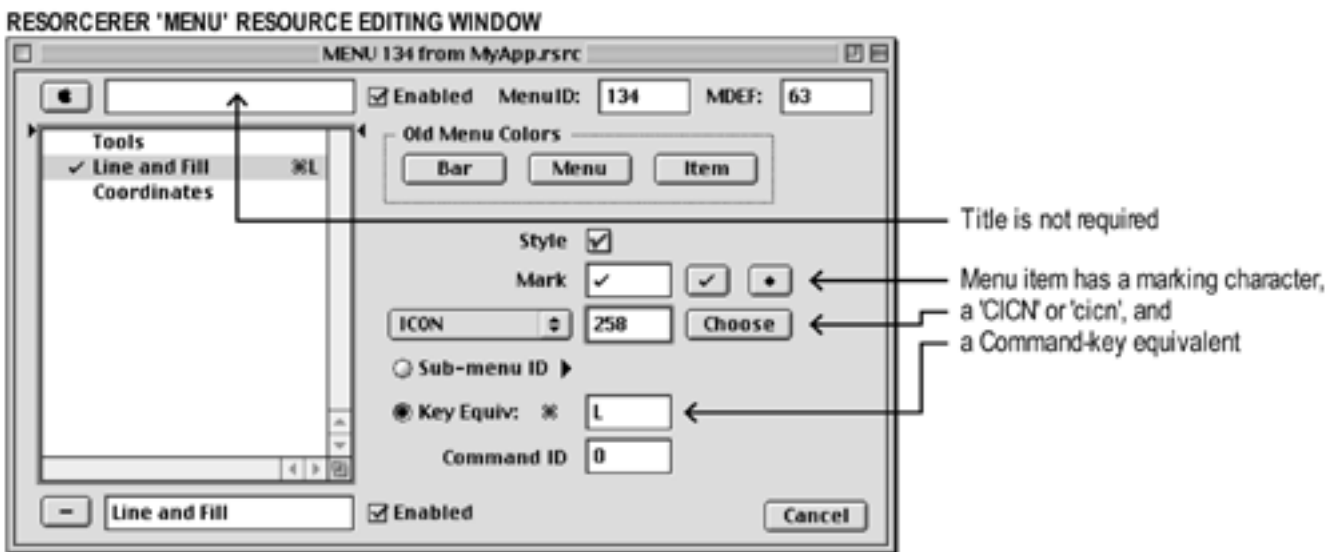 RESORCERER 'MENU' RESOURCE EDITING WINDOW
MENU 134 from MyApp.rsrc
Enabled MenuID: 134 MDEF: 63
Old Menu Colors
Bar Menu Item
Tools
✓ Line and Fill ⌘L
Coordinates
Title is not required
Style
Mark ✓ ✓ •
Menu item has a marking character,
a 'CICN' or 'cicn', and
a Command-key equivalent
ICON 258 Choose
Sub-menu ID
Key Equiv: ⌘ L
Command ID 0
– Line and Fill Enabled Cancel